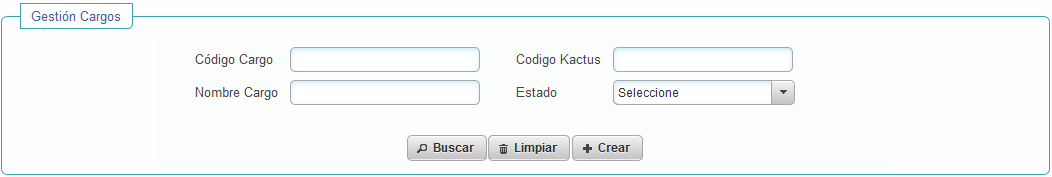 Gestión Cargos
Código Cargo Codigo Kactus
Nombre Cargo Estado Seleccione
Buscar Limpiar Crear